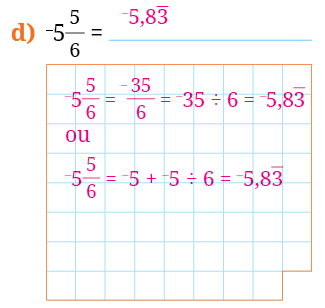 d) ⁻5 5/6 = ⁻5,83̅
⁻5 5/6 = ⁻35/6 = ⁻35 ÷ 6 = ⁻5,83̅
ou
⁻5 5/6 = ⁻5 + ⁻5 ÷ 6 = ⁻5,83̅